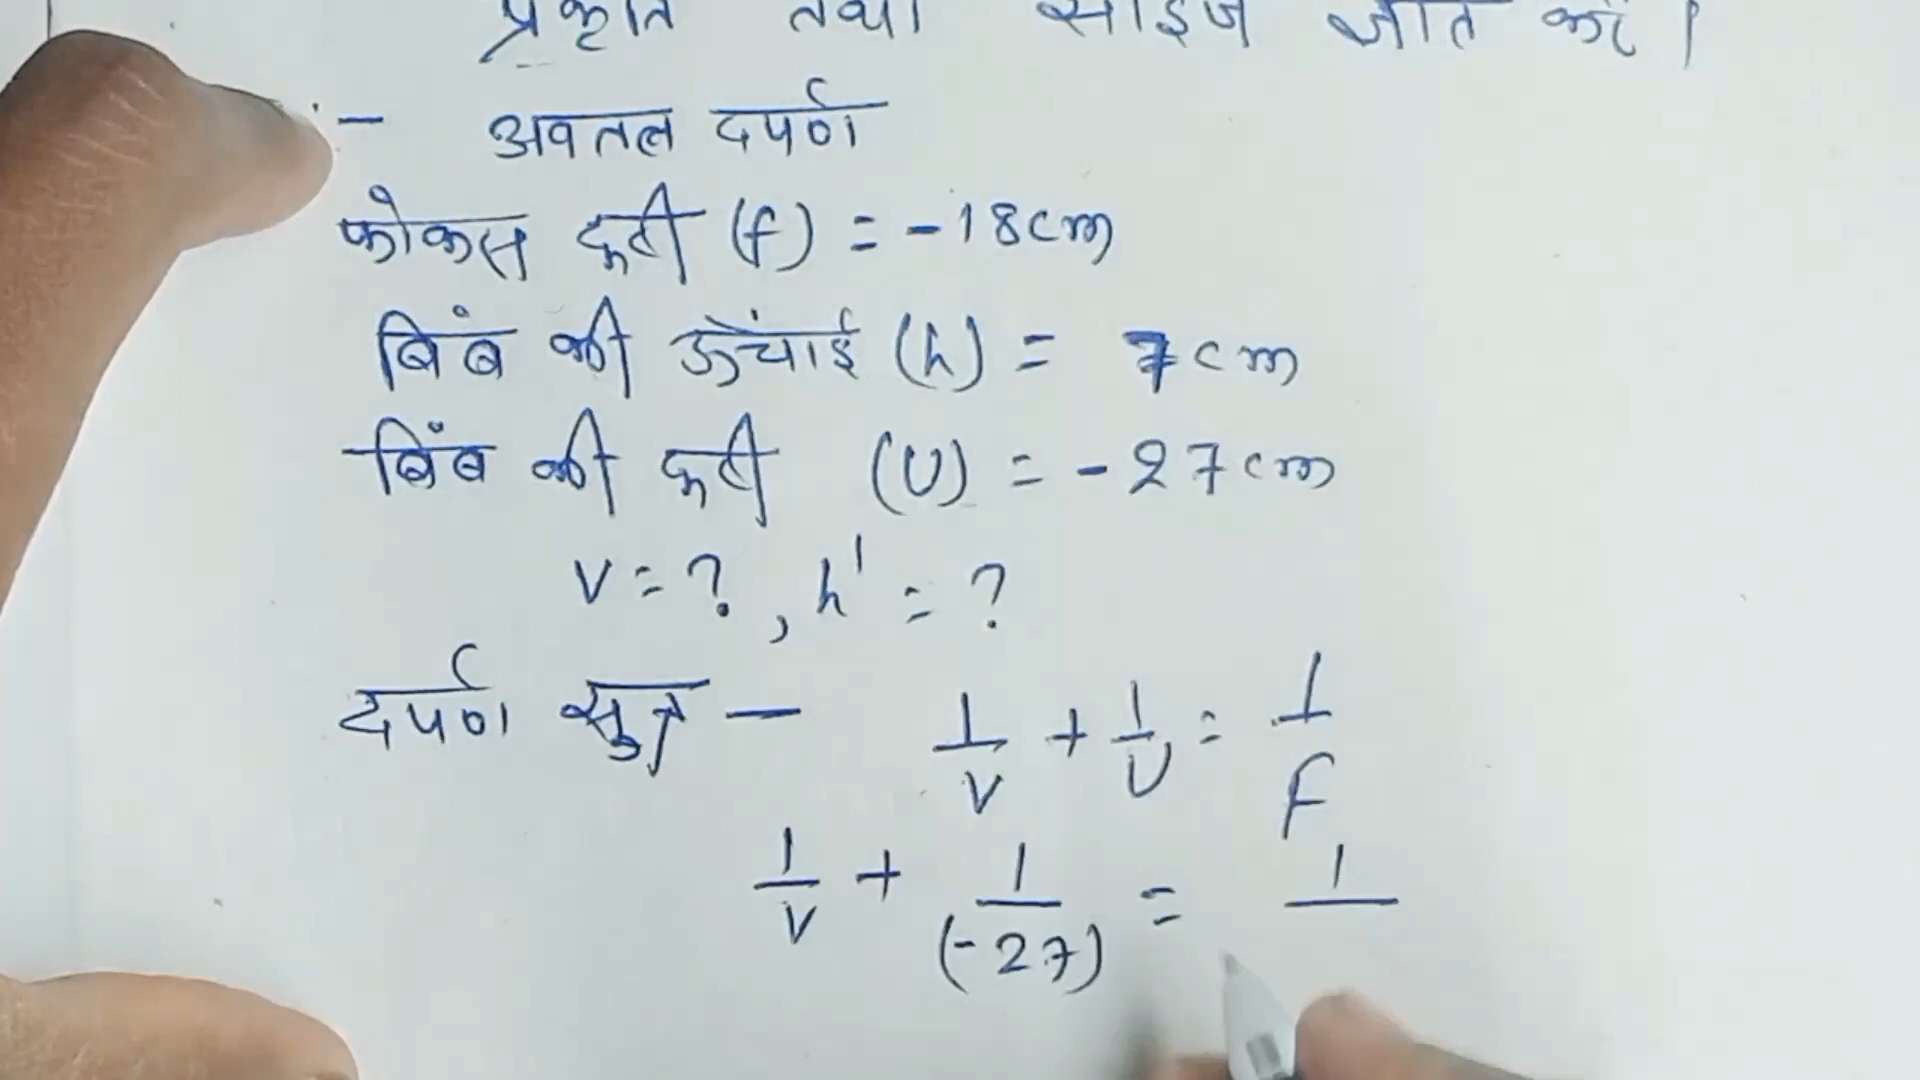 प्रकृति तथा साइज ज्ञात करें।
- अवतल दर्पण
फोकस दूरी (f) = -18cm
बिंब की ऊँचाई (h) = 7cm
बिंब की दूरी (U) = -27cm
v = ? , h' = ?
दर्पण सूत्र - 1/v + 1/U = 1/f
1/v + 1/(-27) = 1/